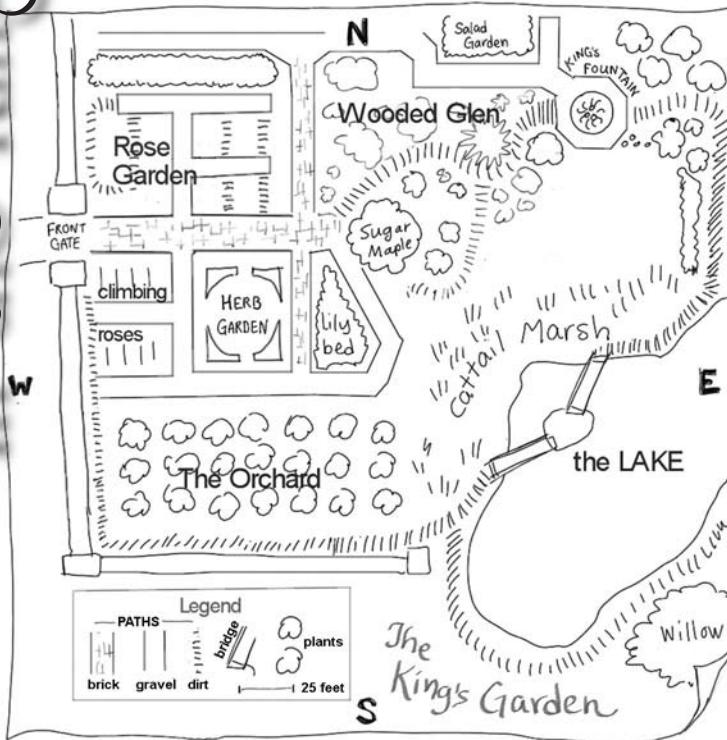 N
Salad
Garden
KING'S
FOUNTAIN
Wooded Glen
Rose
Garden
FRONT
GATE
Sugar
Maple
climbing
roses
HERB
GARDEN
lily
bed
Cattail Marsh
W
E
the LAKE
The Orchard
Legend
PATHS
brick
gravel
dirt
bridge
plants
25 feet
Willow
The
King's Garden
S